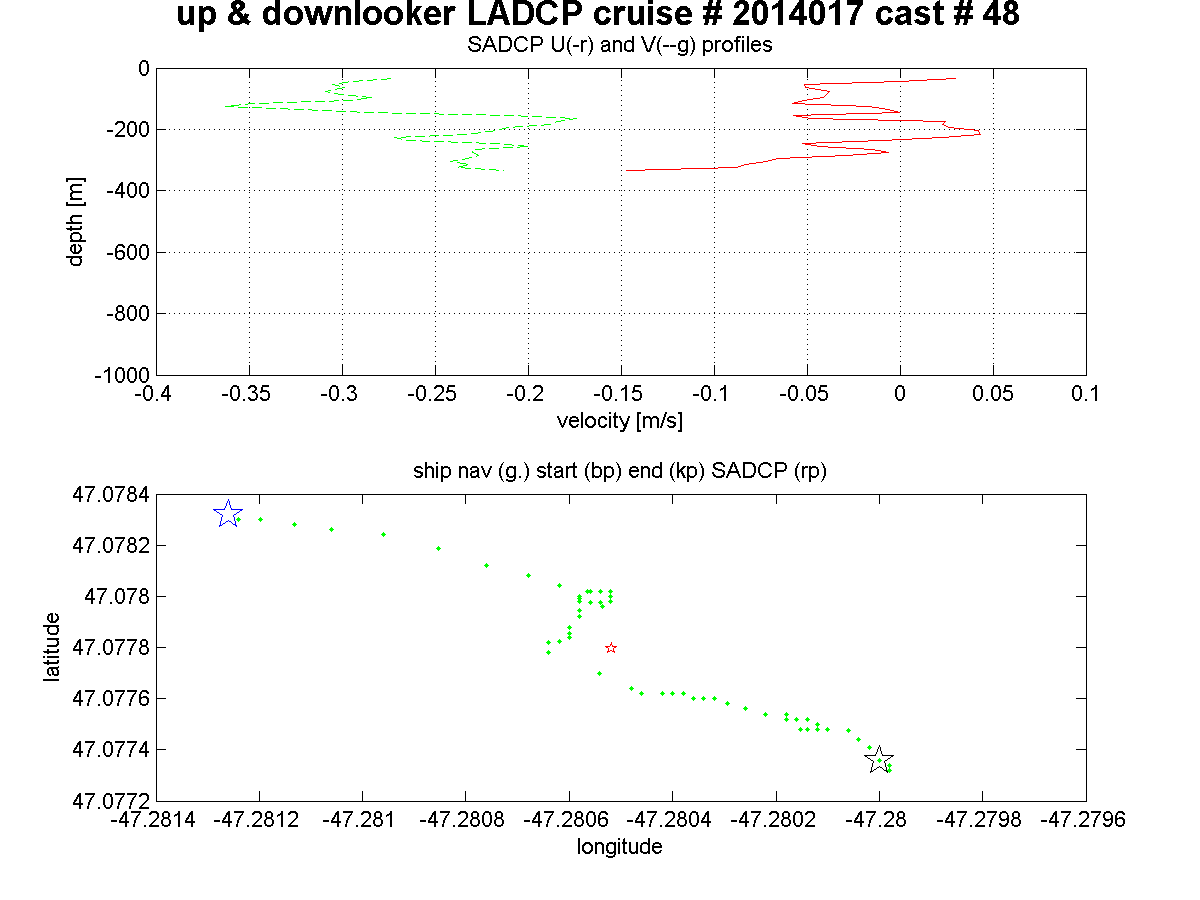 up & downlooker LADCP cruise # 2014017 cast # 48
SADCP U(-r) and V(--g) profiles
0
-200
-400
-600
-800
-1000
depth [m]
-0.4 -0.35 -0.3 -0.25 -0.2 -0.15 -0.1 -0.05 0 0.05 0.1
velocity [m/s]
ship nav (g.) start (bp) end (kp) SADCP (rp)
47.0784
47.0782
47.078
47.0778
47.0776
47.0774
47.0772
latitude
-47.2814 -47.2812 -47.281 -47.2808 -47.2806 -47.2804 -47.2802 -47.28 -47.2798 -47.2796
longitude